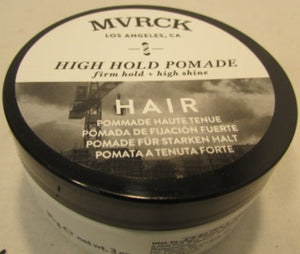 MVRCK
LOS ANGELES, CA
HIGH HOLD POMADE
firm hold + high shine
HAIR
POMMADE HAUTE TENUE
POMADA DE FIJACIÓN FUERTE
POMADE FÜR STARKEN HALT
POMATA A TENUTA FORTE